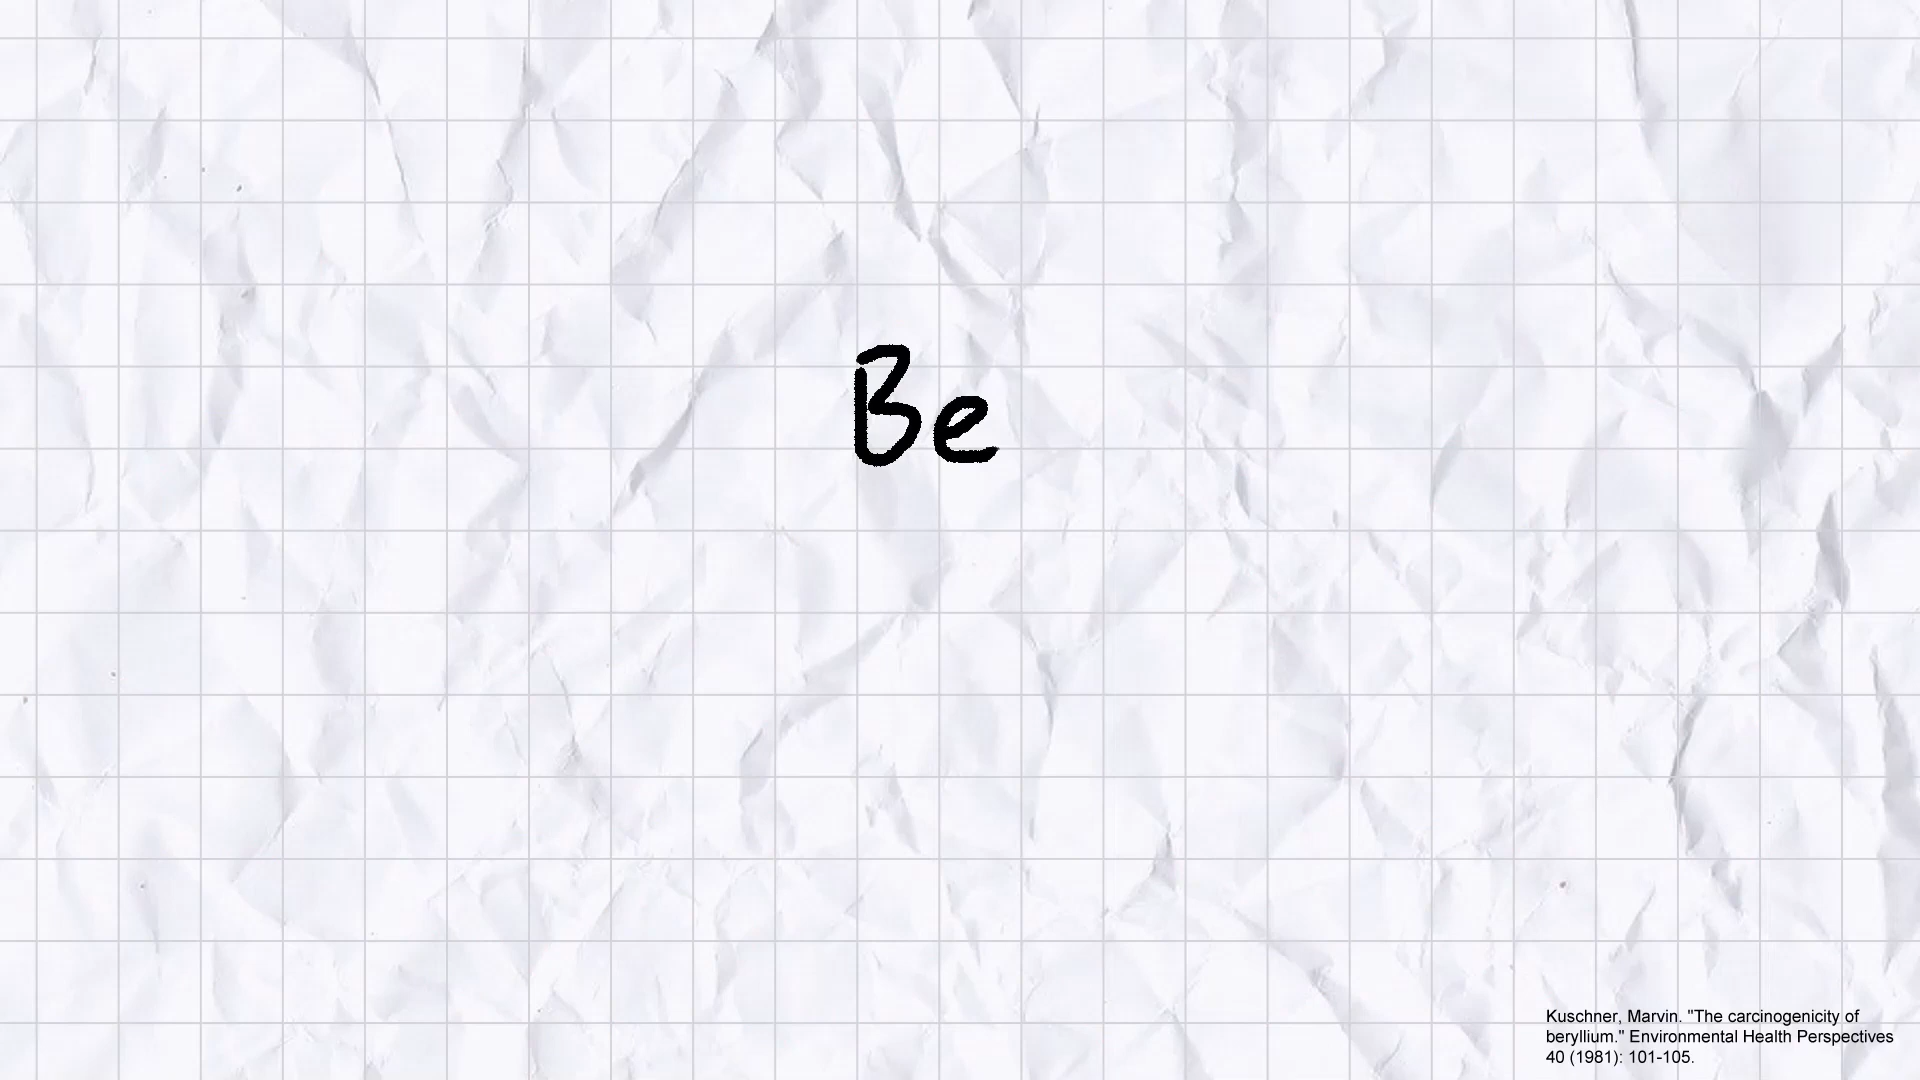 Be
Kuschner, Marvin. "The carcinogenicity of
beryllium." Environmental Health Perspectives
40 (1981): 101-105.